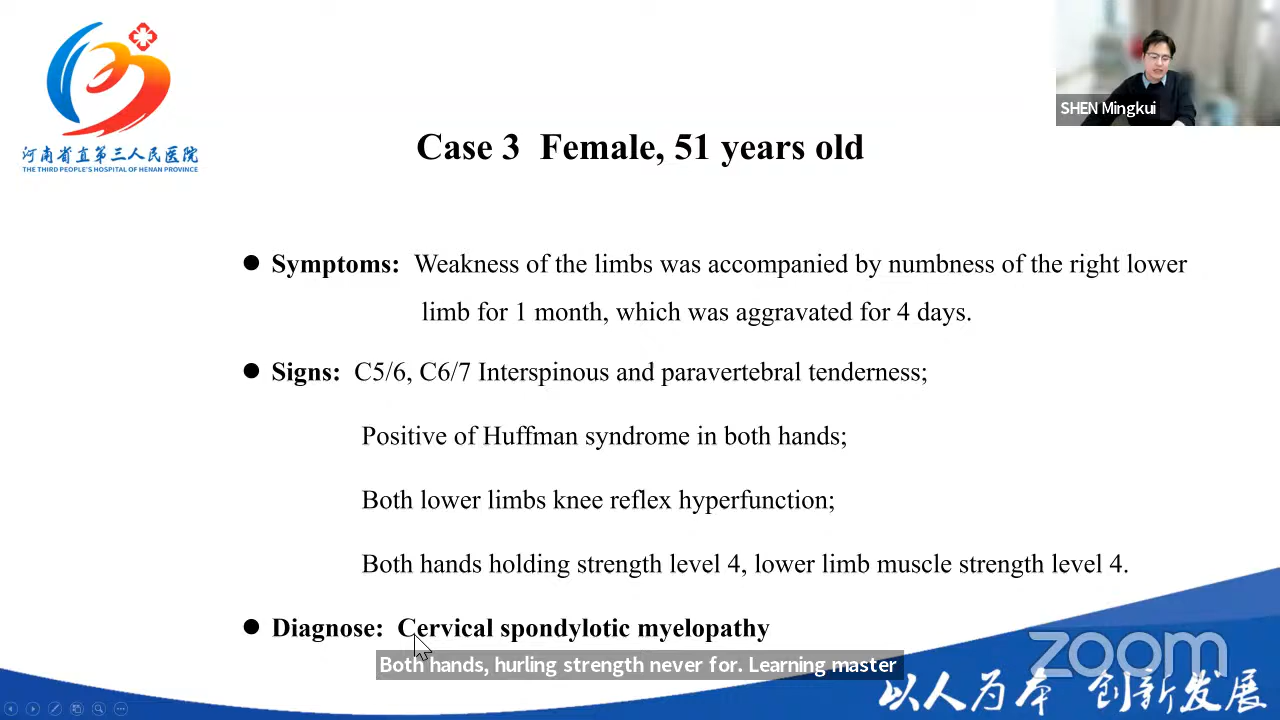 SHEN Mingkui
河南省直第三人民医院
THE THIRD PEOPLE'S HOSPITAL OF HENAN PROVINCE
Case 3 Female, 51 years old
● Symptoms: Weakness of the limbs was accompanied by numbness of the right lower
limb for 1 month, which was aggravated for 4 days.
● Signs: C5/6, C6/7 Interspinous and paravertebral tenderness;
Positive of Huffman syndrome in both hands;
Both lower limbs knee reflex hyperfunction;
Both hands holding strength level 4, lower limb muscle strength level 4.
● Diagnose: Cervical spondylotic myelopathy
Both hands, hurling strength never for. Learning master
zoom
以人为本 创新发展